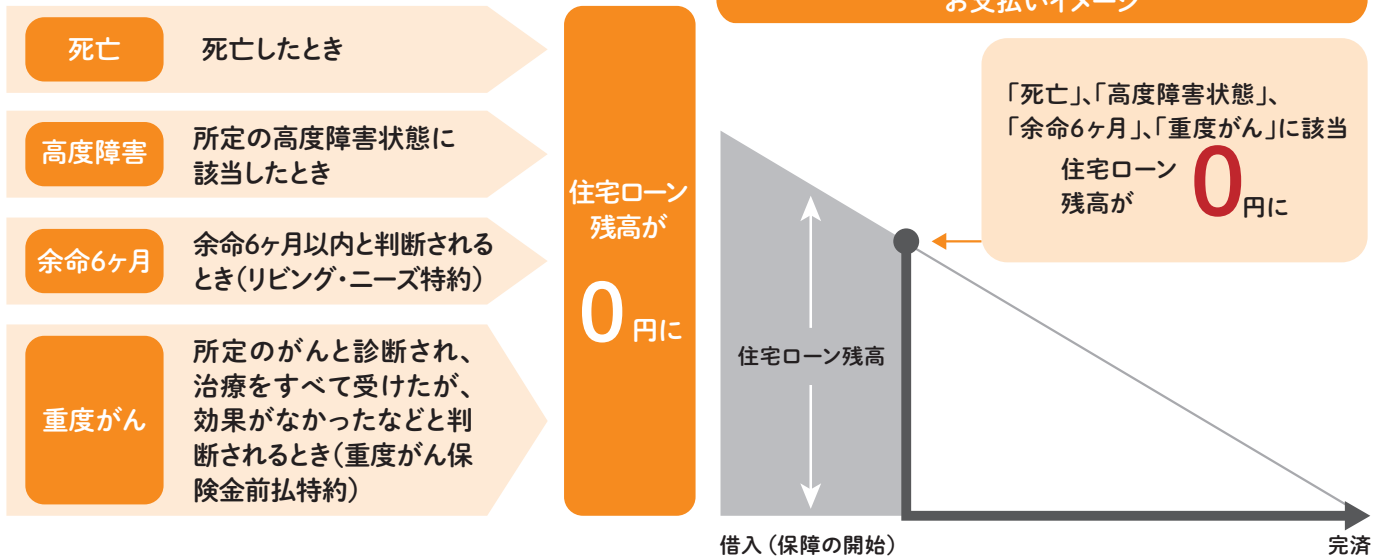 死亡
死亡したとき
高度障害
所定の高度障害状態に
該当したとき
余命6ヶ月
余命6ヶ月以内と判断される
とき（リビング・ニーズ特約）
重度がん
所定のがんと診断され、
治療をすべて受けたが、
効果がなかったなどと判
断されるとき（重度がん保
険金前払特約）
住宅ローン
残高が
0円に
お支払いイメージ
「死亡」、「高度障害状態」、
「余命6ヶ月」、「重度がん」に該当
住宅ローン
残高が
0円に
住宅ローン残高
借入（保障の開始）
完済